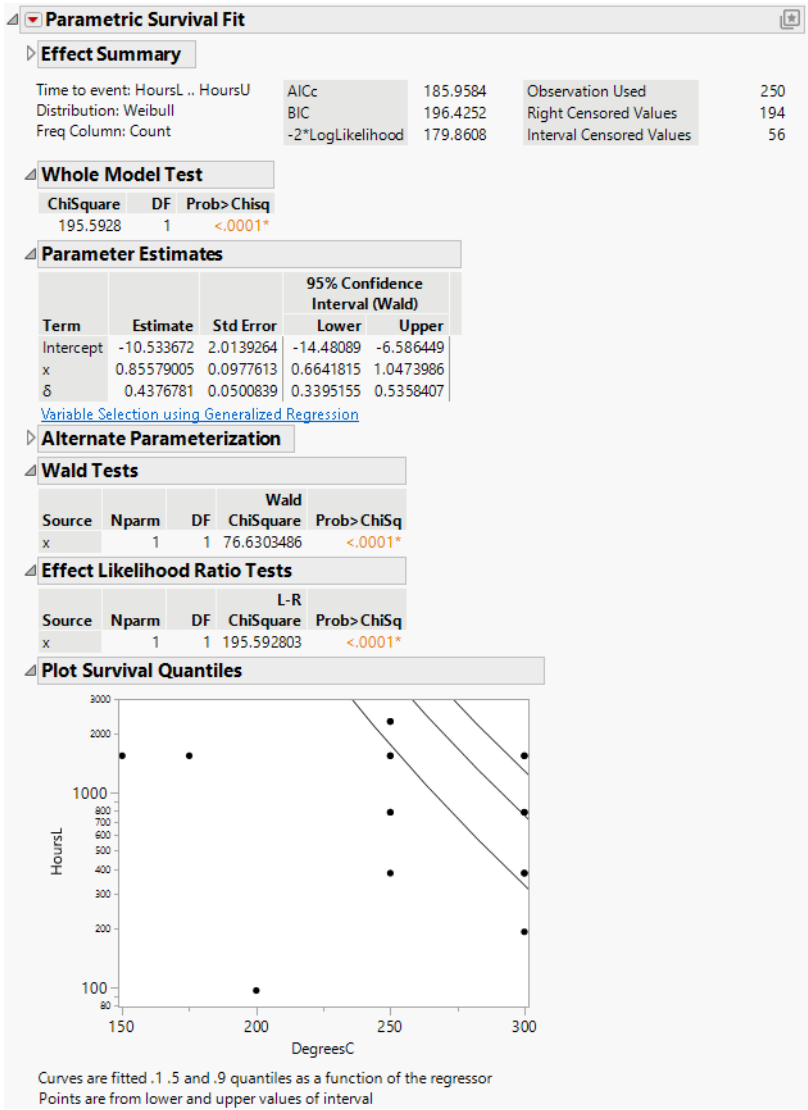 Parametric Survival Fit
Effect Summary
Time to event: HoursL .. HoursU
Distribution: Weibull
Freq Column: Count
AICc 185.9584
BIC 196.4252
-2*LogLikelihood 179.8608
Observation Used 250
Right Censored Values 194
Interval Censored Values 56
Whole Model Test
ChiSquare DF Prob>Chisq
195.5928 1 <.0001*
Parameter Estimates
95% Confidence
Interval (Wald)
Term Estimate Std Error Lower Upper
Intercept -10.533672 2.0139264 -14.48089 -6.586449
x 0.85579005 0.0977613 0.6641815 1.0473986
δ 0.4376781 0.0500839 0.3395155 0.5358407
Variable Selection using Generalized Regression
Alternate Parameterization
Wald Tests
Wald
Source Nparm DF ChiSquare Prob>ChiSq
x 1 1 76.6303486 <.0001*
Effect Likelihood Ratio Tests
L-R
Source Nparm DF ChiSquare Prob>ChiSq
x 1 1 195.592803 <.0001*
Plot Survival Quantiles
3000
2000
1000
800
700
600
500
400
300
200
100
80
HoursL
150 200 250 300
DegreesC
Curves are fitted .1 .5 and .9 quantiles as a function of the regressor
Points are from lower and upper values of interval